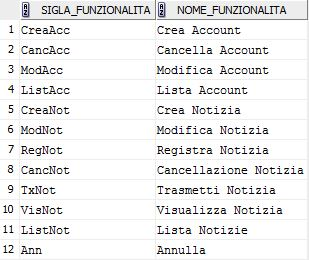 SIGLA_FUNZIONALITA NOME_FUNZIONALITA
1 CreaAcc Crea Account
2 CancAcc Cancella Account
3 ModAcc Modifica Account
4 ListAcc Lista Account
5 CreaNot Crea Notizia
6 ModNot Modifica Notizia
7 RegNot Registra Notizia
8 CancNot Cancellazione Notizia
9 TxNot Trasmetti Notizia
10 VisNot Visualizza Notizia
11 ListNot Lista Notizie
12 Ann Annulla